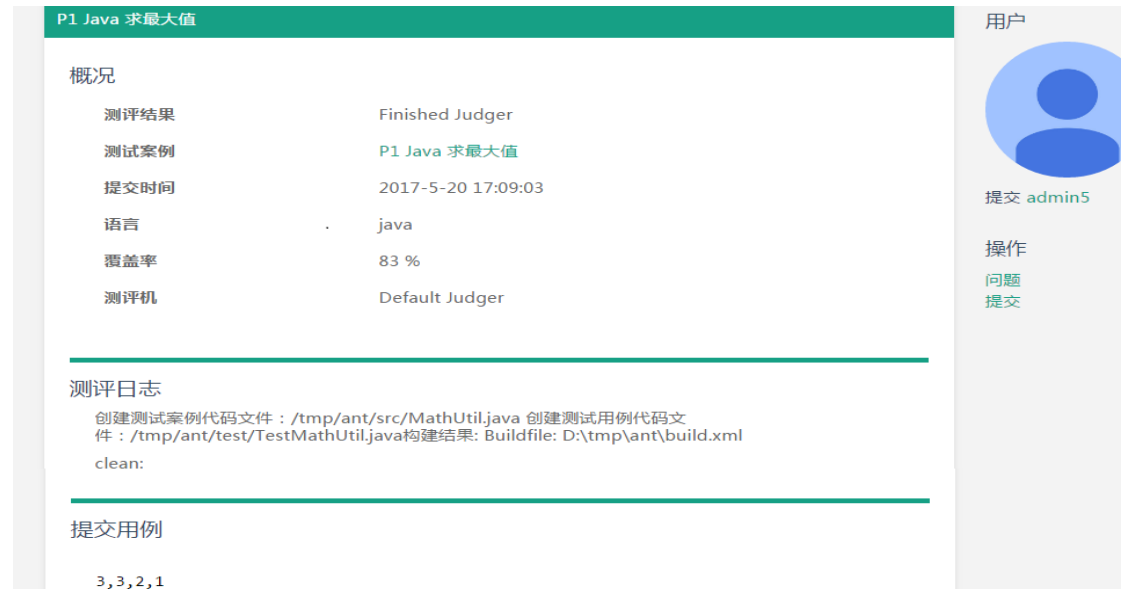 P1 Java 求最大值
概况
测评结果 Finished Judger
测试案例 P1 Java 求最大值
提交时间 2017-5-20 17:09:03
语言 . java
覆盖率 83 %
测评机 Default Judger
测评日志
创建测试案例代码文件：/tmp/ant/src/MathUtil.java 创建测试用例代码文
件：/tmp/ant/test/TestMathUtil.java构建结果: Buildfile: D:\tmp\ant\build.xml
clean:
提交用例
3,3,2,1
用户
提交 admin5
操作
问题
提交